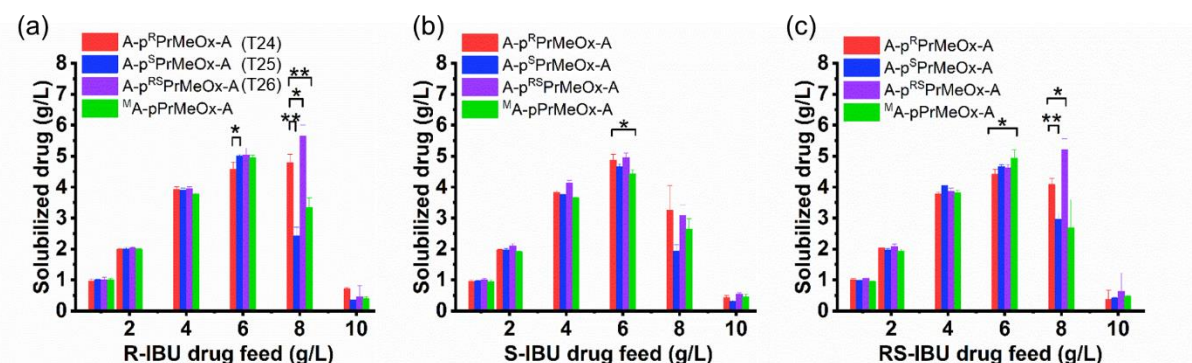 (a)
A-pᴿPrMeOx-A (T24)
A-pˢPrMeOx-A (T25)
A-pᴿˢPrMeOx-A (T26)
ᴹA-pPrMeOx-A
** 
*
**
*
Solubilized drug (g/L)
8
7
6
5
4
3
2
1
0
2 4 6 8 10
R-IBU drug feed (g/L)
(b)
A-pᴿPrMeOx-A
A-pˢPrMeOx-A
A-pᴿˢPrMeOx-A
ᴹA-pPrMeOx-A
*
Solubilized drug (g/L)
8
7
6
5
4
3
2
1
0
2 4 6 8 10
S-IBU drug feed (g/L)
(c)
A-pᴿPrMeOx-A
A-pˢPrMeOx-A
A-pᴿˢPrMeOx-A
ᴹA-pPrMeOx-A
*
**
*
Solubilized drug (g/L)
8
7
6
5
4
3
2
1
0
2 4 6 8 10
RS-IBU drug feed (g/L)